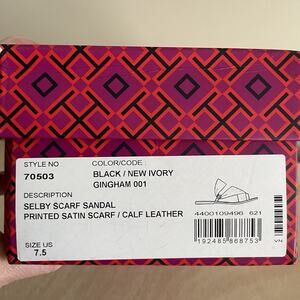 STYLE NO COLOR/CODE
70503 BLACK / NEW IVORY
GINGHAM 001
DESCRIPTION
SELBY SCARF SANDAL
PRINTED SATIN SCARF / CALF LEATHER
4400109496 621
SIZE US
7.5
192485868753
VN